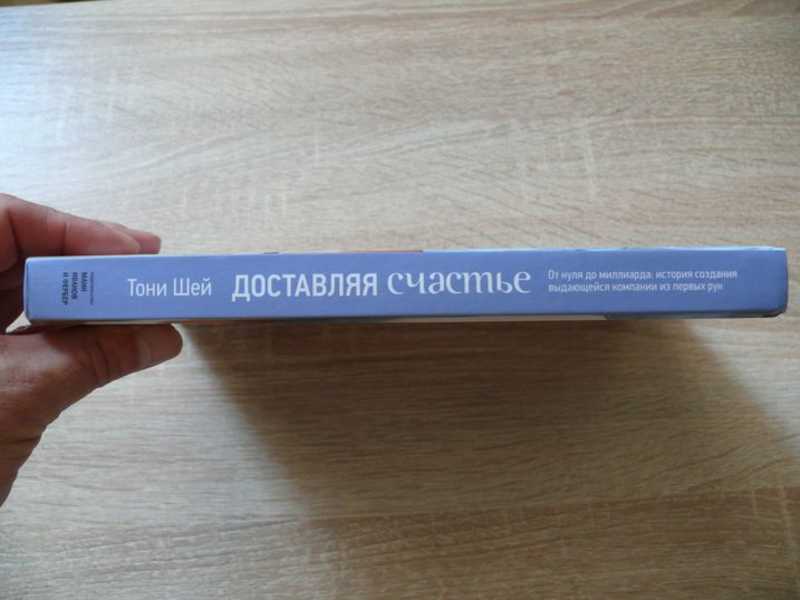 МАНН
ИВАНОВ
И ФЕРБЕР
Тони Шей
ДОСТАВЛЯЯ счастье
От нуля до миллиарда: история создания
выдающейся компании из первых рук